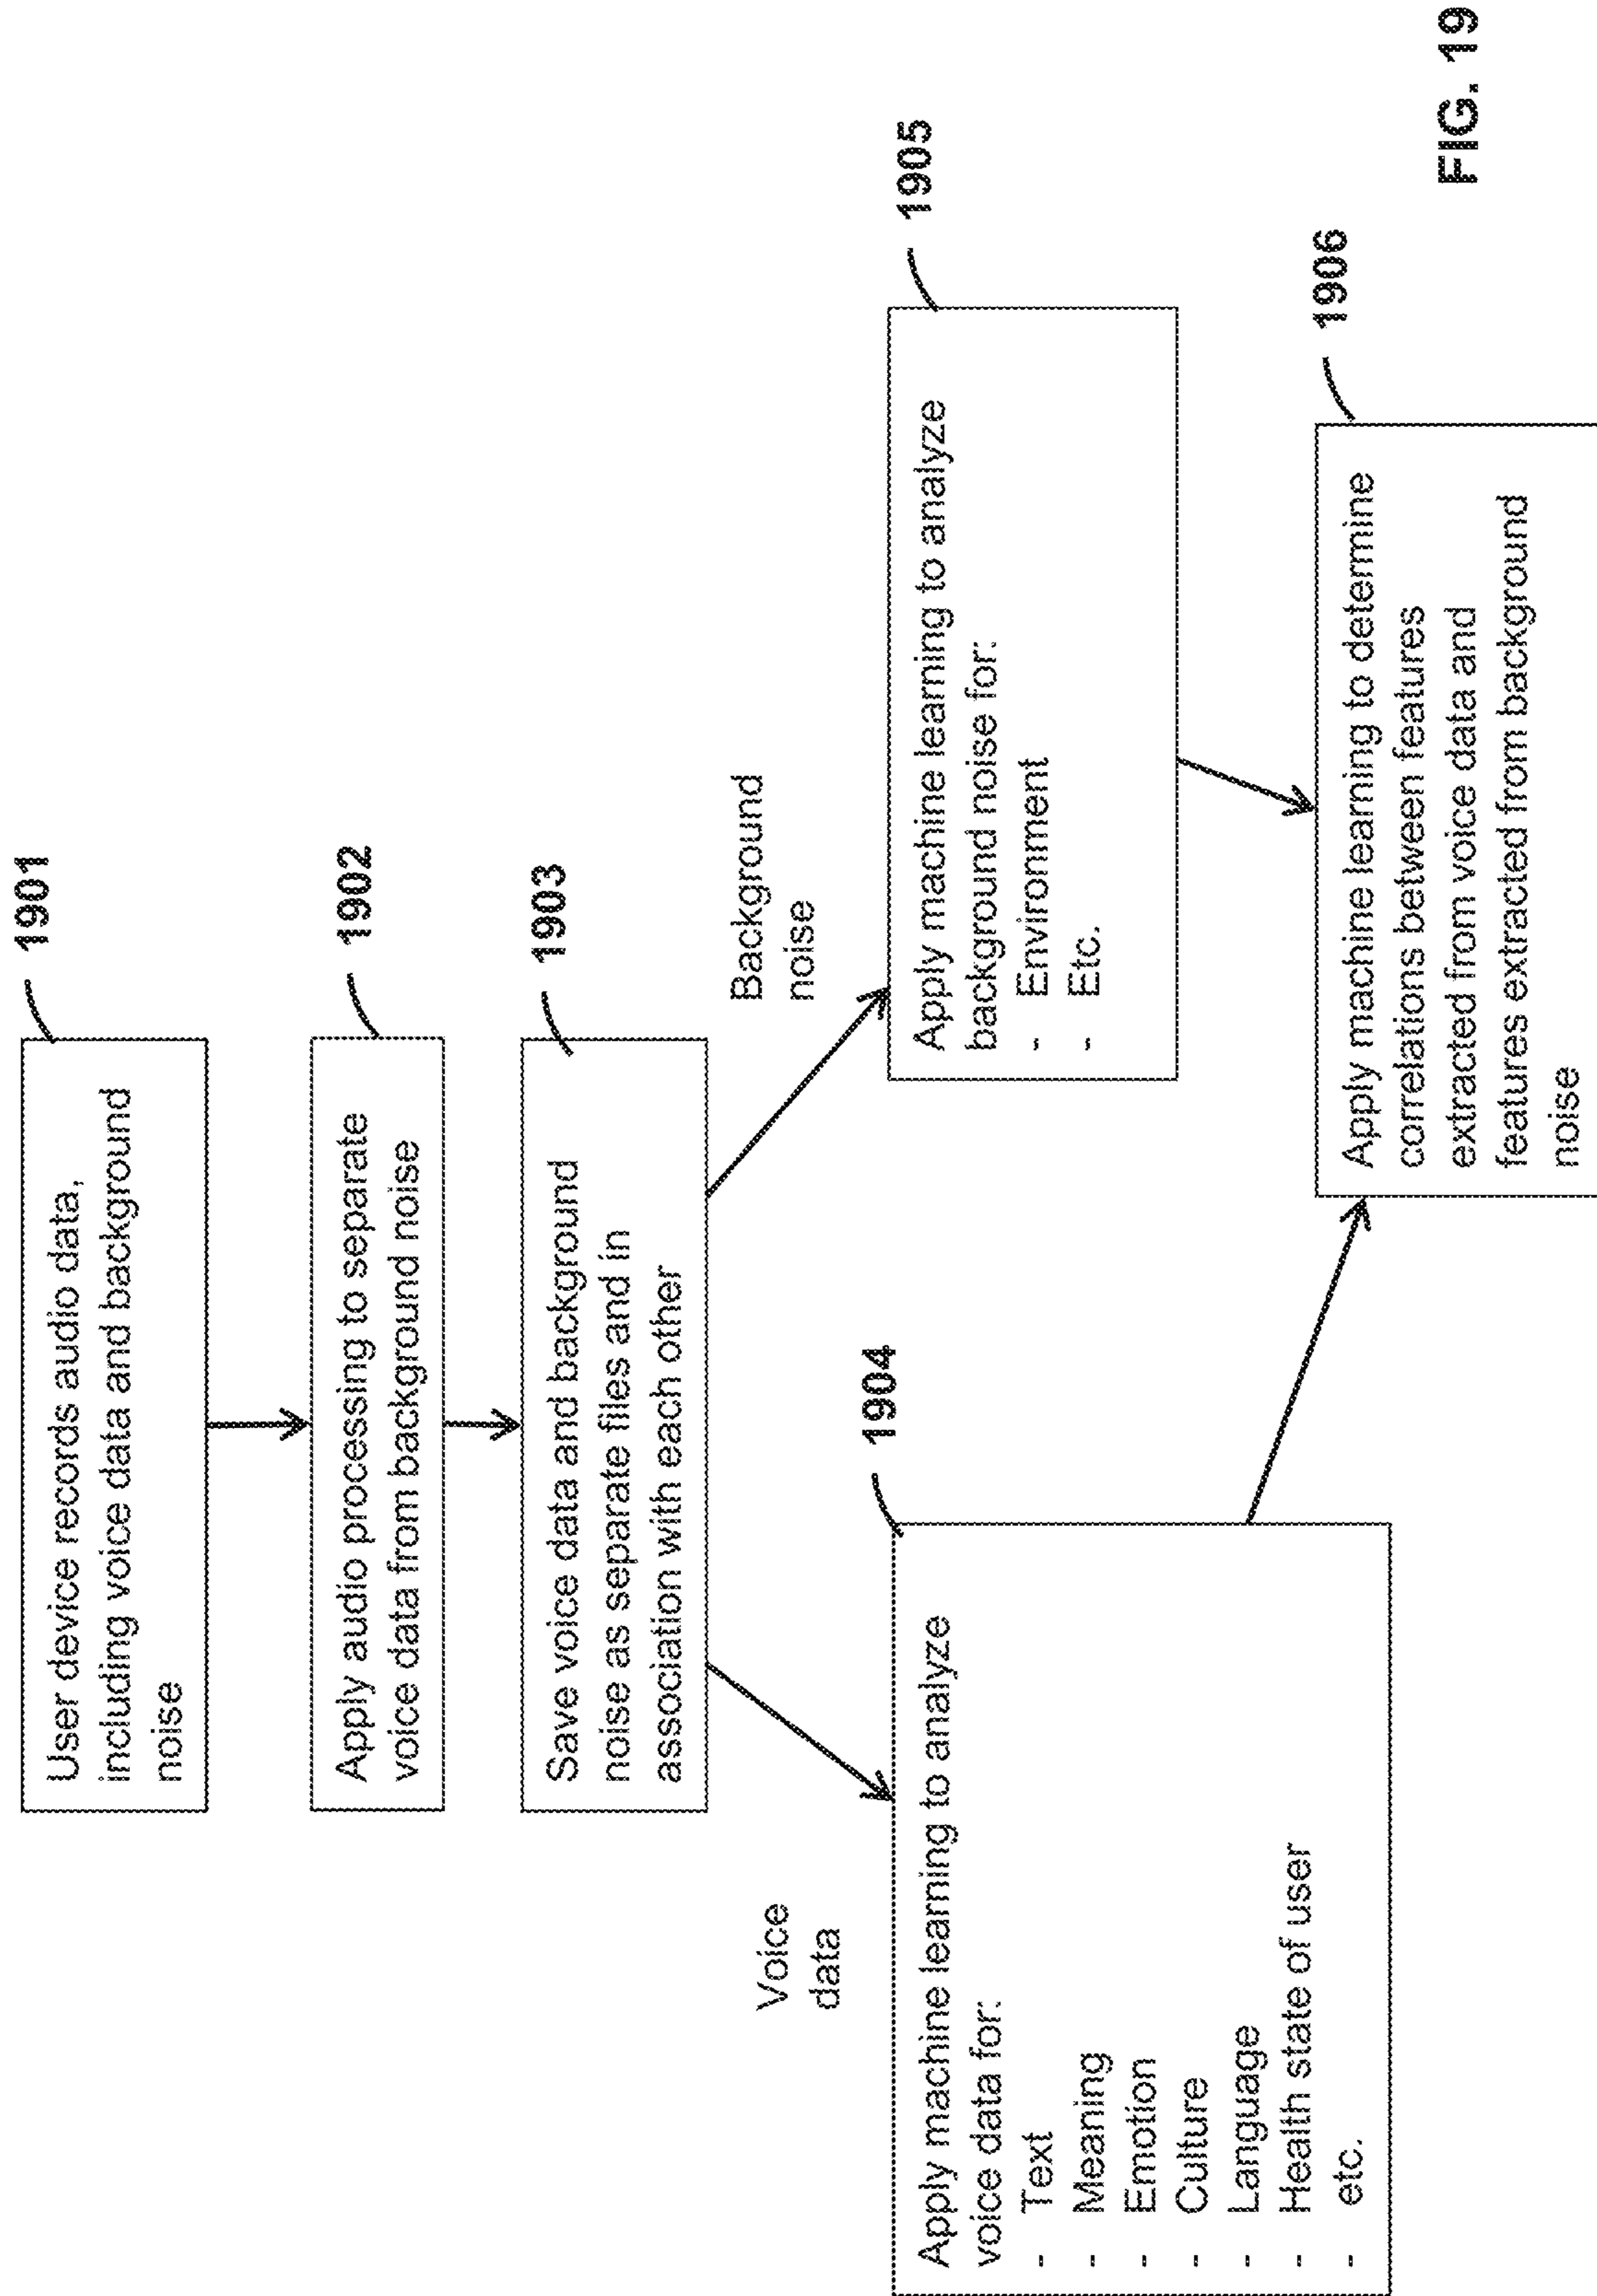 1901
User device records audio data,
including voice data and background
noise
1902
Apply audio processing to separate
voice data from background noise
1903
Save voice data and background
noise as separate files and in
association with each other
Voice
data
Background
noise
1904
Apply machine learning to analyze
voice data for:
- Text
- Meaning
- Emotion
- Culture
- Language
- Health state of user
- etc.
1905
Apply machine learning to analyze
background noise for:
- Environment
- Etc.
1906
Apply machine learning to determine
correlations between features
extracted from voice data and
features extracted from background
noise
FIG. 19